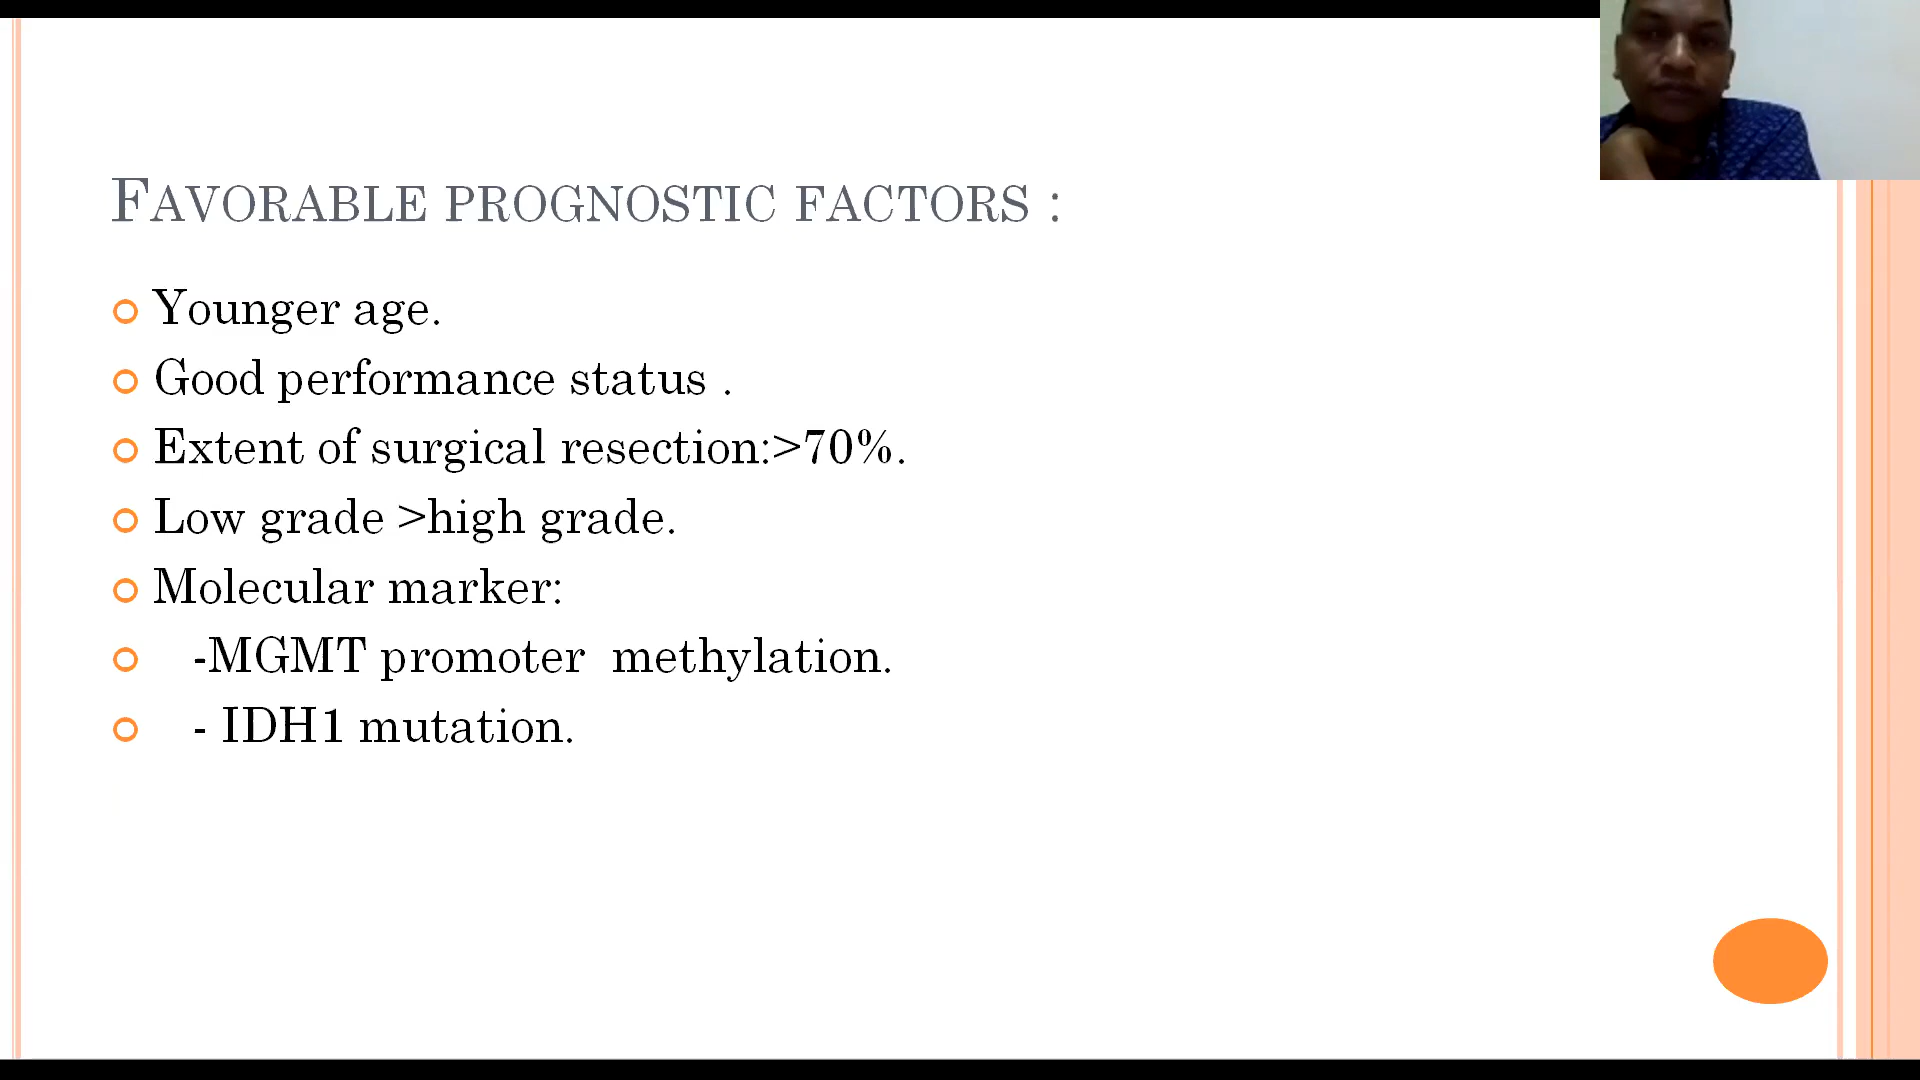 FAVORABLE PROGNOSTIC FACTORS :
Younger age.
Good performance status .
Extent of surgical resection:>70%.
Low grade >high grade.
Molecular marker:
-MGMT promoter methylation.
- IDH1 mutation.